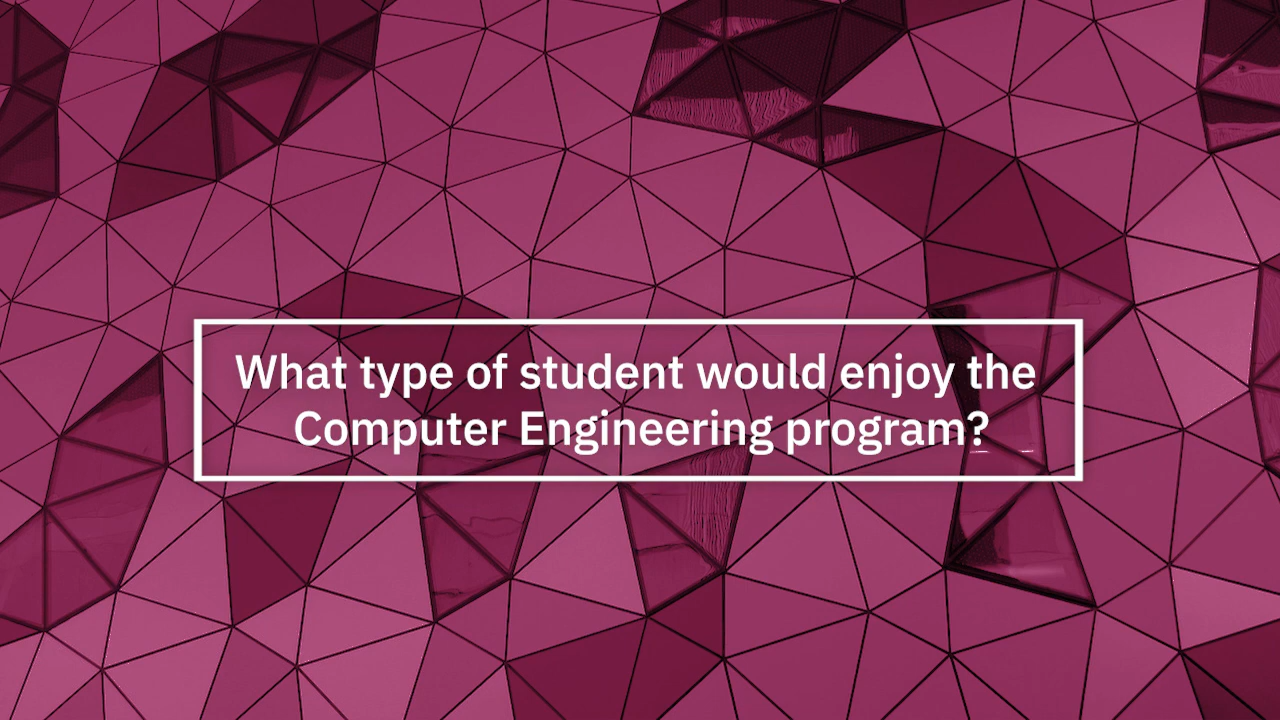 What type of student would enjoy the
Computer Engineering program?